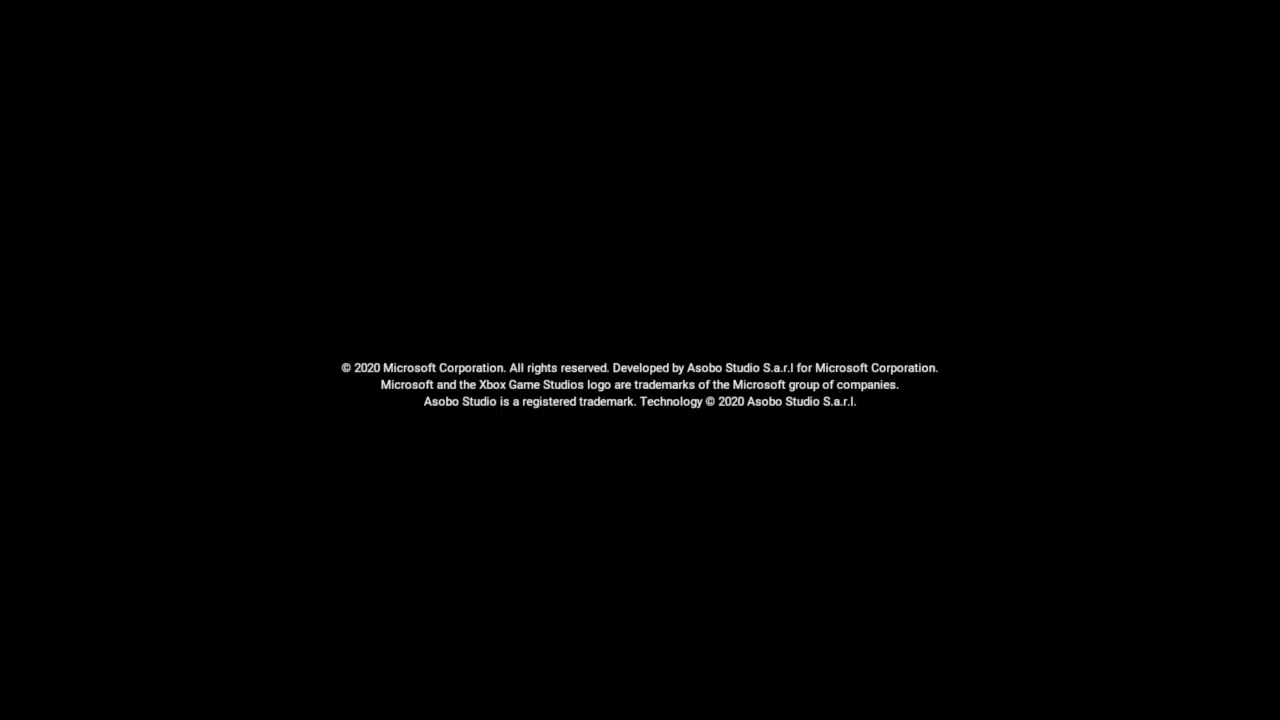 © 2020 Microsoft Corporation. All rights reserved. Developed by Asobo Studio S.a.r.l for Microsoft Corporation.
Microsoft and the Xbox Game Studios logo are trademarks of the Microsoft group of companies.
Asobo Studio is a registered trademark. Technology © 2020 Asobo Studio S.a.r.l.